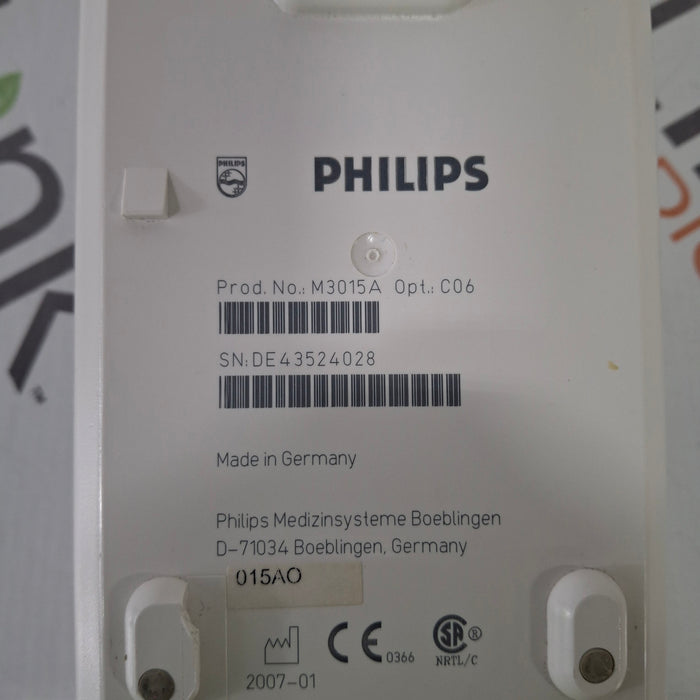 PHILIPS
PHILIPS
Prod. No.: M3015A Opt.: C06
SN: DE43524028
Made in Germany
Philips Medizinsysteme Boeblingen
D-71034 Boeblingen, Germany
015AO
CE 0366
SA ®
NRTL/C
2007-01